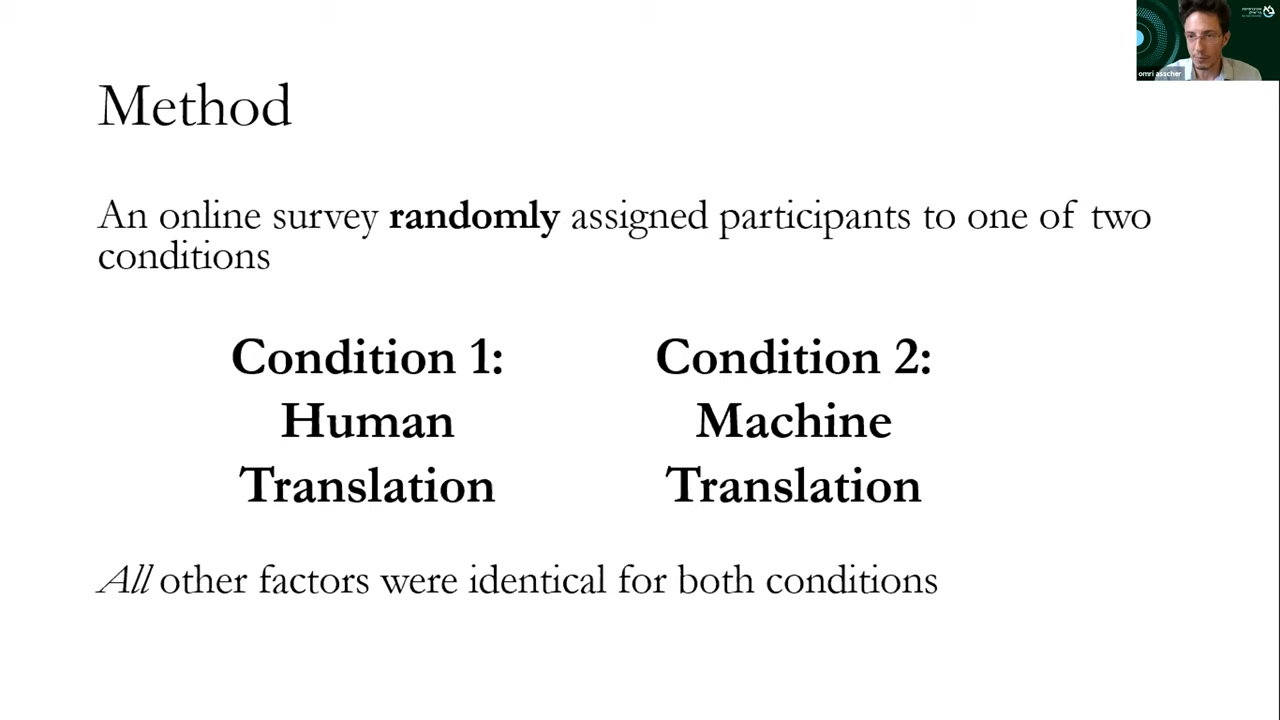 omri asscher
Method
An online survey randomly assigned participants to one of two
conditions
Condition 1:
Human
Translation
Condition 2:
Machine
Translation
All other factors were identical for both conditions